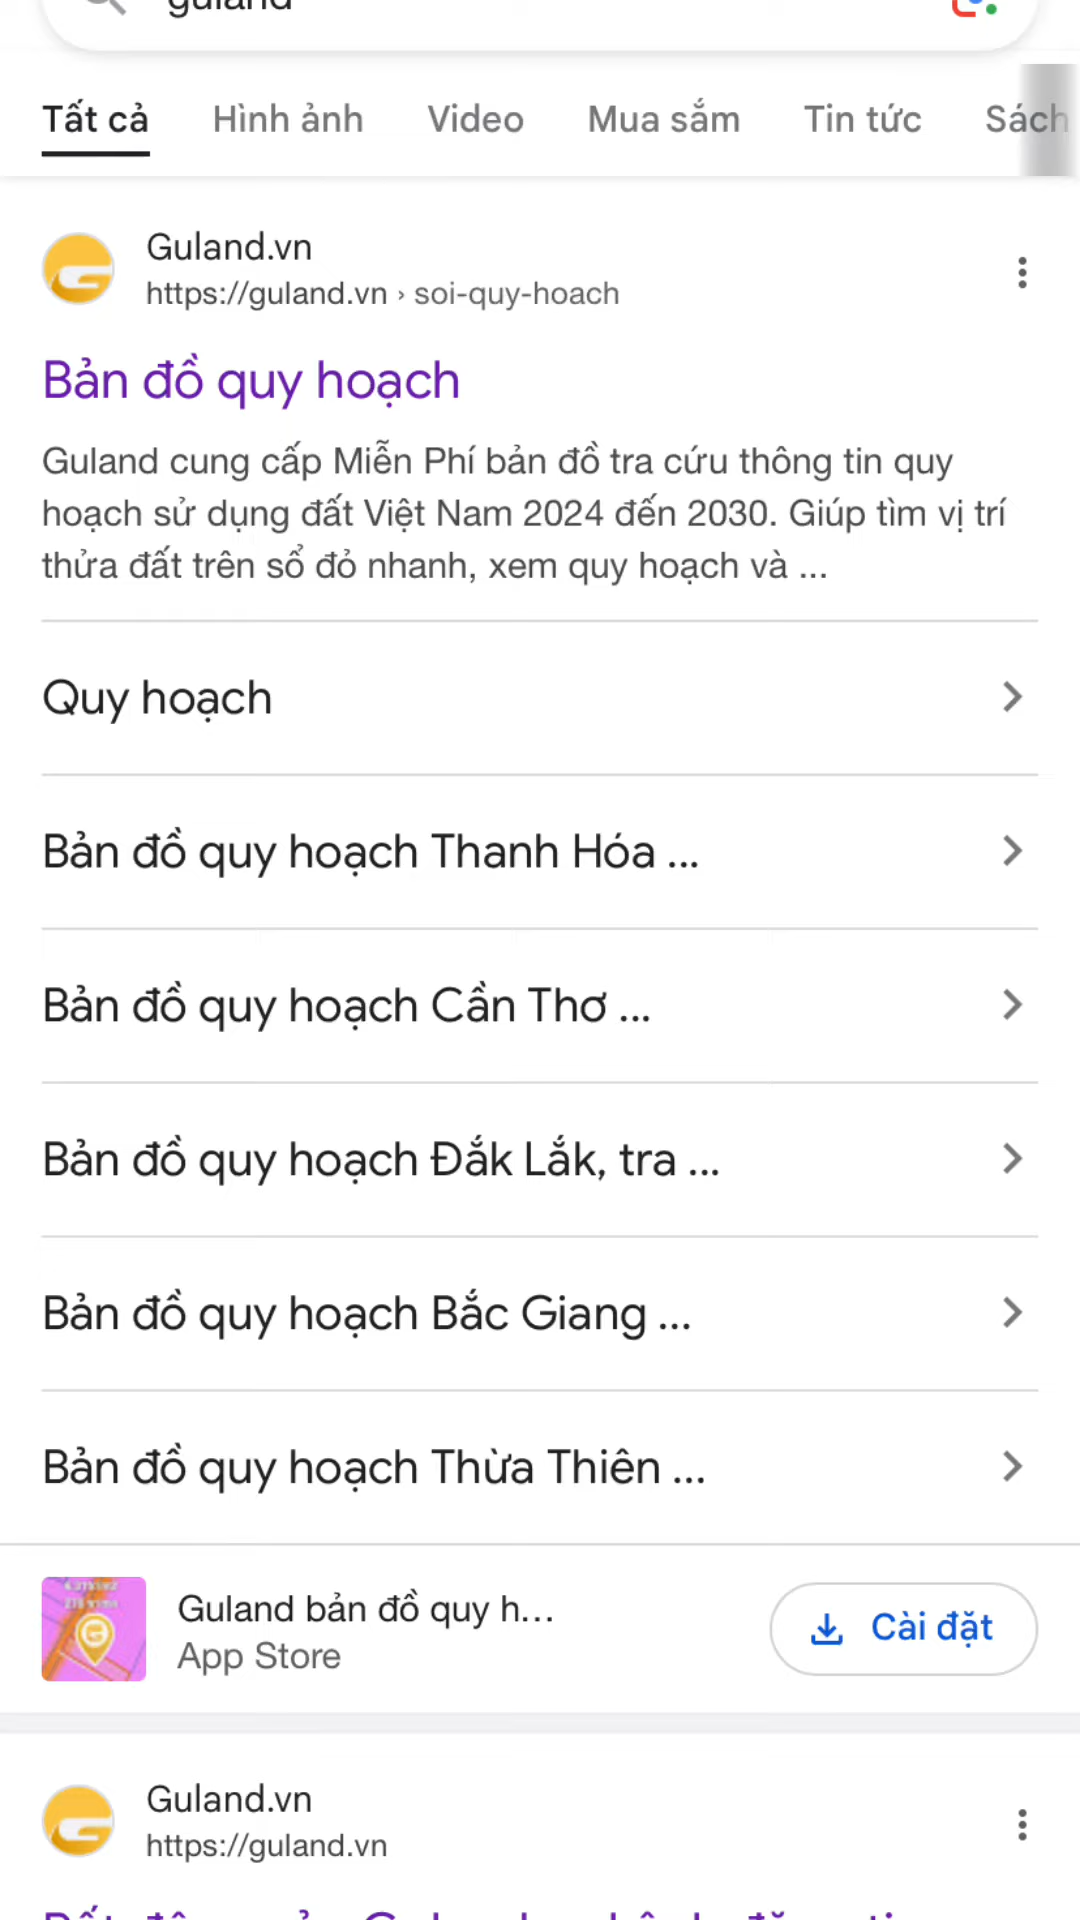 guland
Tất cả Hình ảnh Video Mua sắm Tin tức Sách
Guland.vn
https://guland.vn › soi-quy-hoach
Bản đồ quy hoạch
Guland cung cấp Miễn Phí bản đồ tra cứu thông tin quy
hoạch sử dụng đất Việt Nam 2024 đến 2030. Giúp tìm vị trí
thửa đất trên sổ đỏ nhanh, xem quy hoạch và ...
Quy hoạch
Bản đồ quy hoạch Thanh Hóa ...
Bản đồ quy hoạch Cần Thơ ...
Bản đồ quy hoạch Đắk Lắk, tra ...
Bản đồ quy hoạch Bắc Giang ...
Bản đồ quy hoạch Thừa Thiên ...
Guland bản đồ quy h...
App Store
Cài đặt
Guland.vn
https://guland.vn